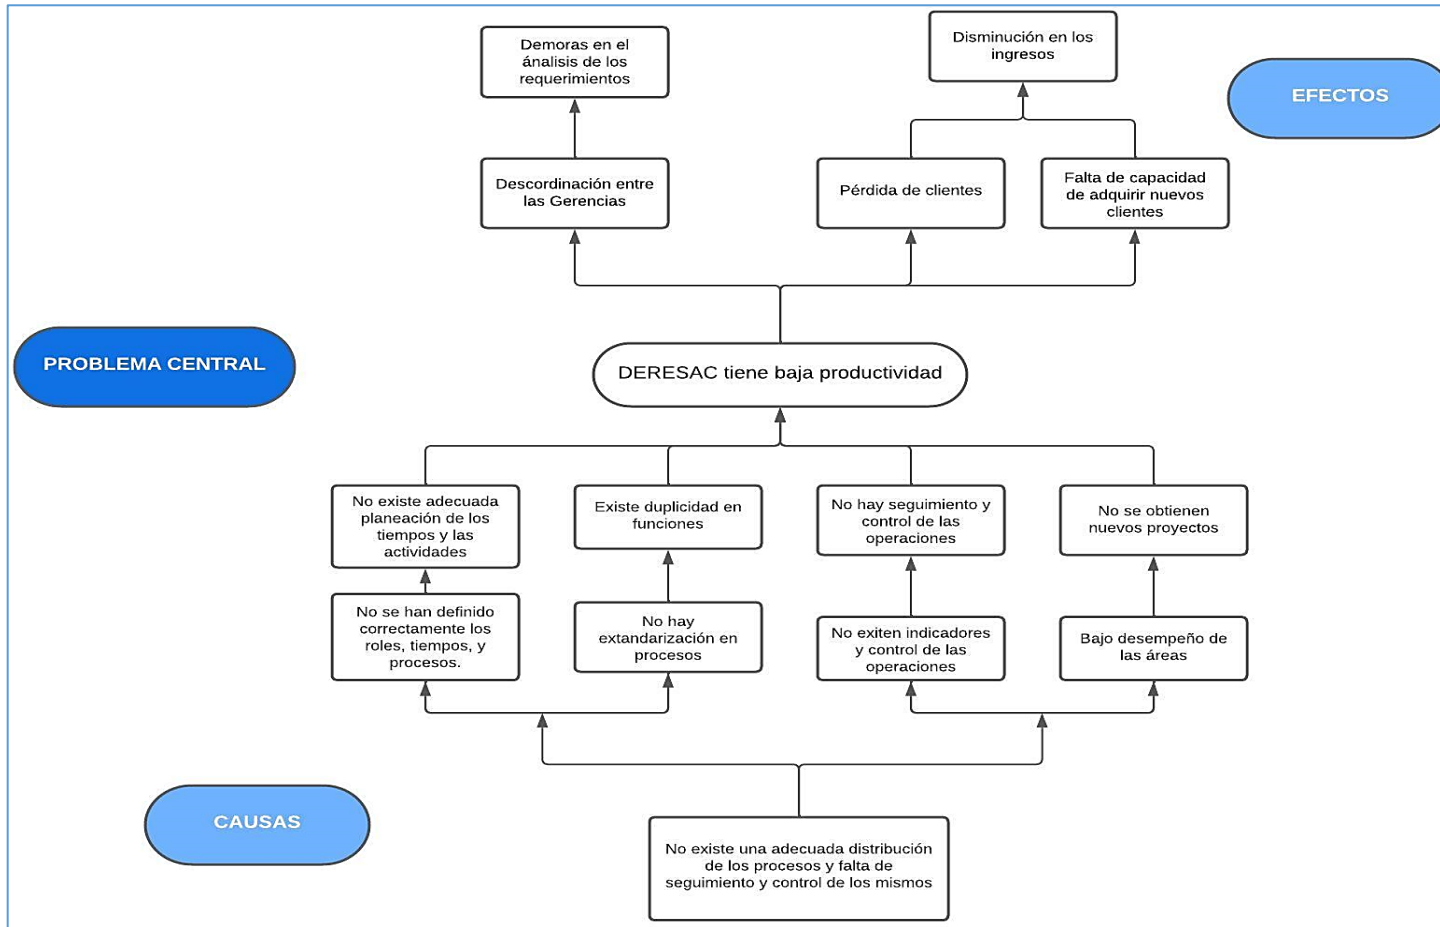 Demoras en el
ánalisis de los
requerimientos
Disminución en los
ingresos
EFECTOS
Descordinación entre
las Gerencias
Pérdida de clientes
Falta de capacidad
de adquirir nuevos
clientes
PROBLEMA CENTRAL
DERESAC tiene baja productividad
No existe adecuada
planeación de los
tiempos y las
actividades
Existe duplicidad en
funciones
No hay seguimiento y
control de las
operaciones
No se obtienen
nuevos proyectos
No se han definido
correctamente los
roles, tiempos, y
procesos.
No hay
extandarización en
procesos
No exiten indicadores
y control de las
operaciones
Bajo desempeño de
las áreas
CAUSAS
No existe una adecuada distribución
de los procesos y falta de
seguimiento y control de los mismos